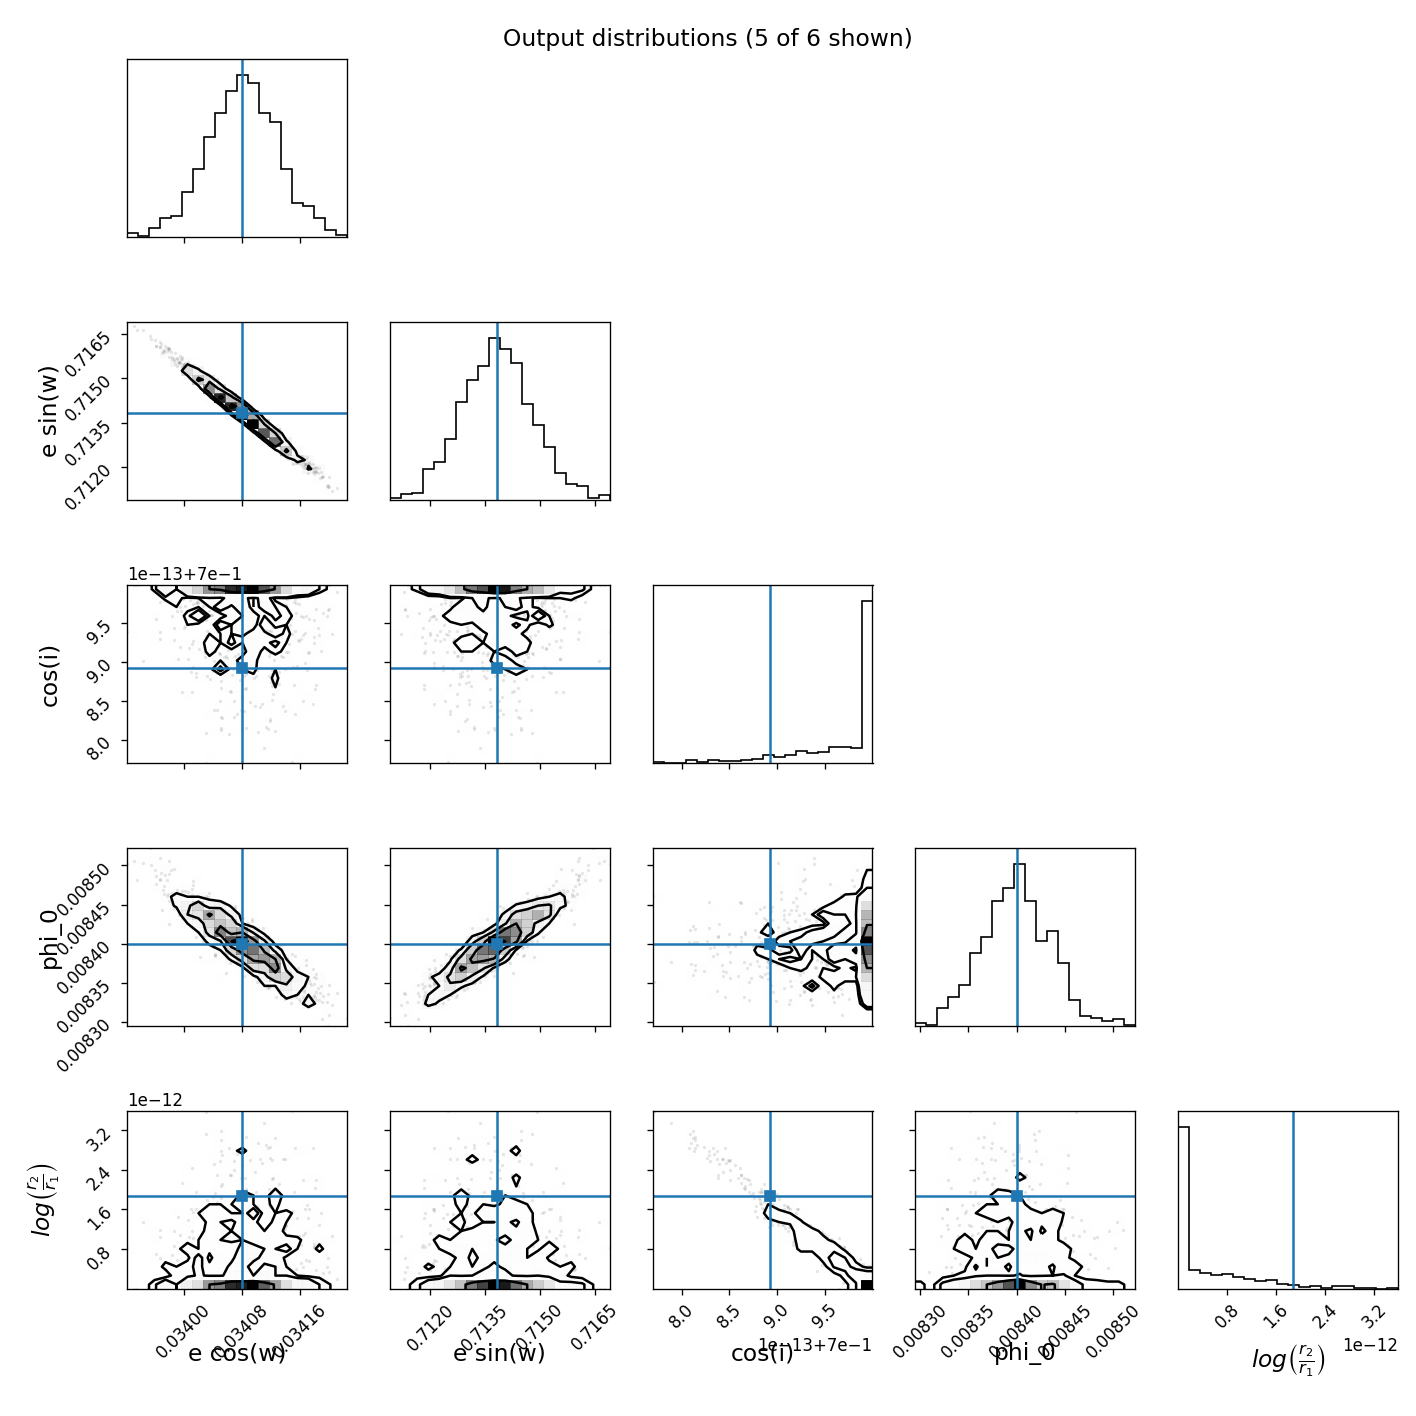 Output distributions (5 of 6 shown)
0.7165
0.7150
0.7135
0.7120
e sin(w)
1e−13+7e−1
9.5
9.0
8.5
8.0
cos(i)
0.00850
0.00845
0.00840
0.00835
0.00830
phi_0
1e−12
3.2
2.4
1.6
0.8
log(r2/r1)
0.03400
0.03408
0.03416
e cos(w)
0.7120
0.7135
0.7150
0.7165
e sin(w)
8.0
8.5
9.0
9.5
1e−13+7e−1
cos(i)
0.00830
0.00835
0.00840
0.00845
0.00850
phi_0
0.8
1.6
2.4
3.2
1e−12
log(r2/r1)